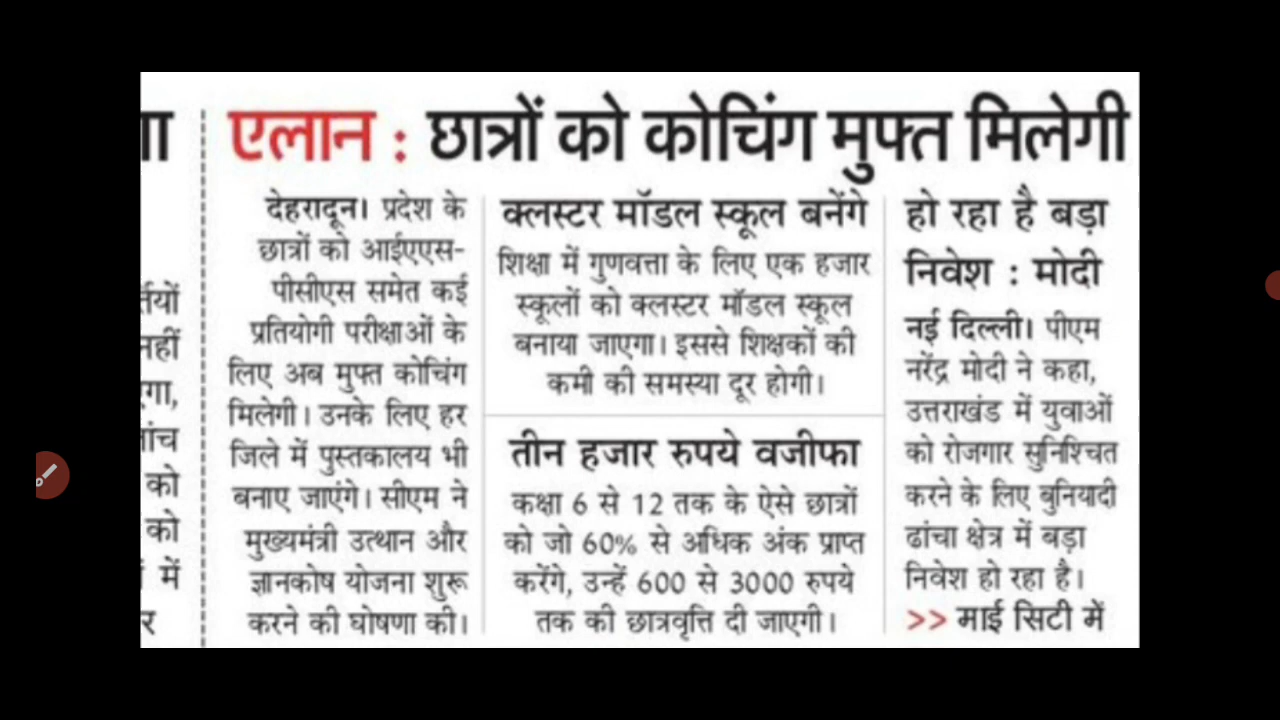 एलान : छात्रों को कोचिंग मुफ्त मिलेगी
देहरादून। प्रदेश के
छात्रों को आईएएस-
पीसीएस समेत कई
प्रतियोगी परीक्षाओं के
लिए अब मुफ्त कोचिंग
मिलेगी। उनके लिए हर
जिले में पुस्तकालय भी
बनाए जाएंगे। सीएम ने
मुख्यमंत्री उत्थान और
ज्ञानकोष योजना शुरू
करने की घोषणा की।
क्लस्टर मॉडल स्कूल बनेंगे
शिक्षा में गुणवत्ता के लिए एक हजार
स्कूलों को क्लस्टर मॉडल स्कूल
बनाया जाएगा। इससे शिक्षकों की
कमी की समस्या दूर होगी।
तीन हजार रुपये वजीफा
कक्षा 6 से 12 तक के ऐसे छात्रों
को जो 60% से अधिक अंक प्राप्त
करेंगे, उन्हें 600 से 3000 रुपये
तक की छात्रवृत्ति दी जाएगी।
हो रहा है बड़ा
निवेश : मोदी
नई दिल्ली। पीएम
नरेंद्र मोदी ने कहा,
उत्तराखंड में युवाओं
को रोजगार सुनिश्चित
करने के लिए बुनियादी
ढांचा क्षेत्र में बड़ा
निवेश हो रहा है।
>> माई सिटी में
नहीं
को
को
में